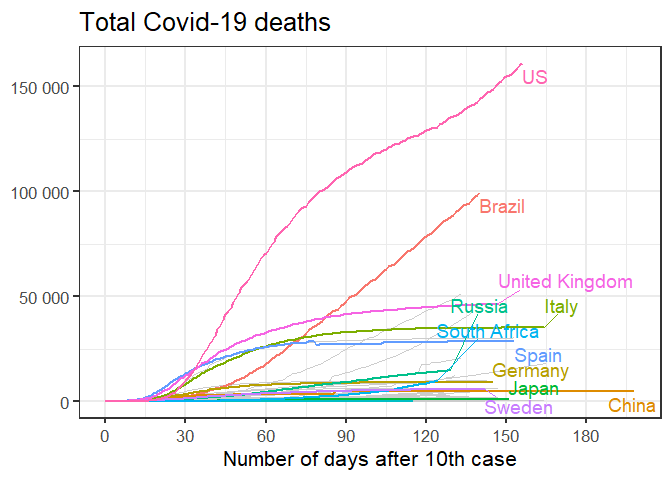 Total Covid-19 deaths
150 000
100 000
50 000
0
US
Brazil
United Kingdom
Russia
Italy
South Africa
Spain
Germany
Japan
Sweden
China
0 30 60 90 120 150 180
Number of days after 10th case